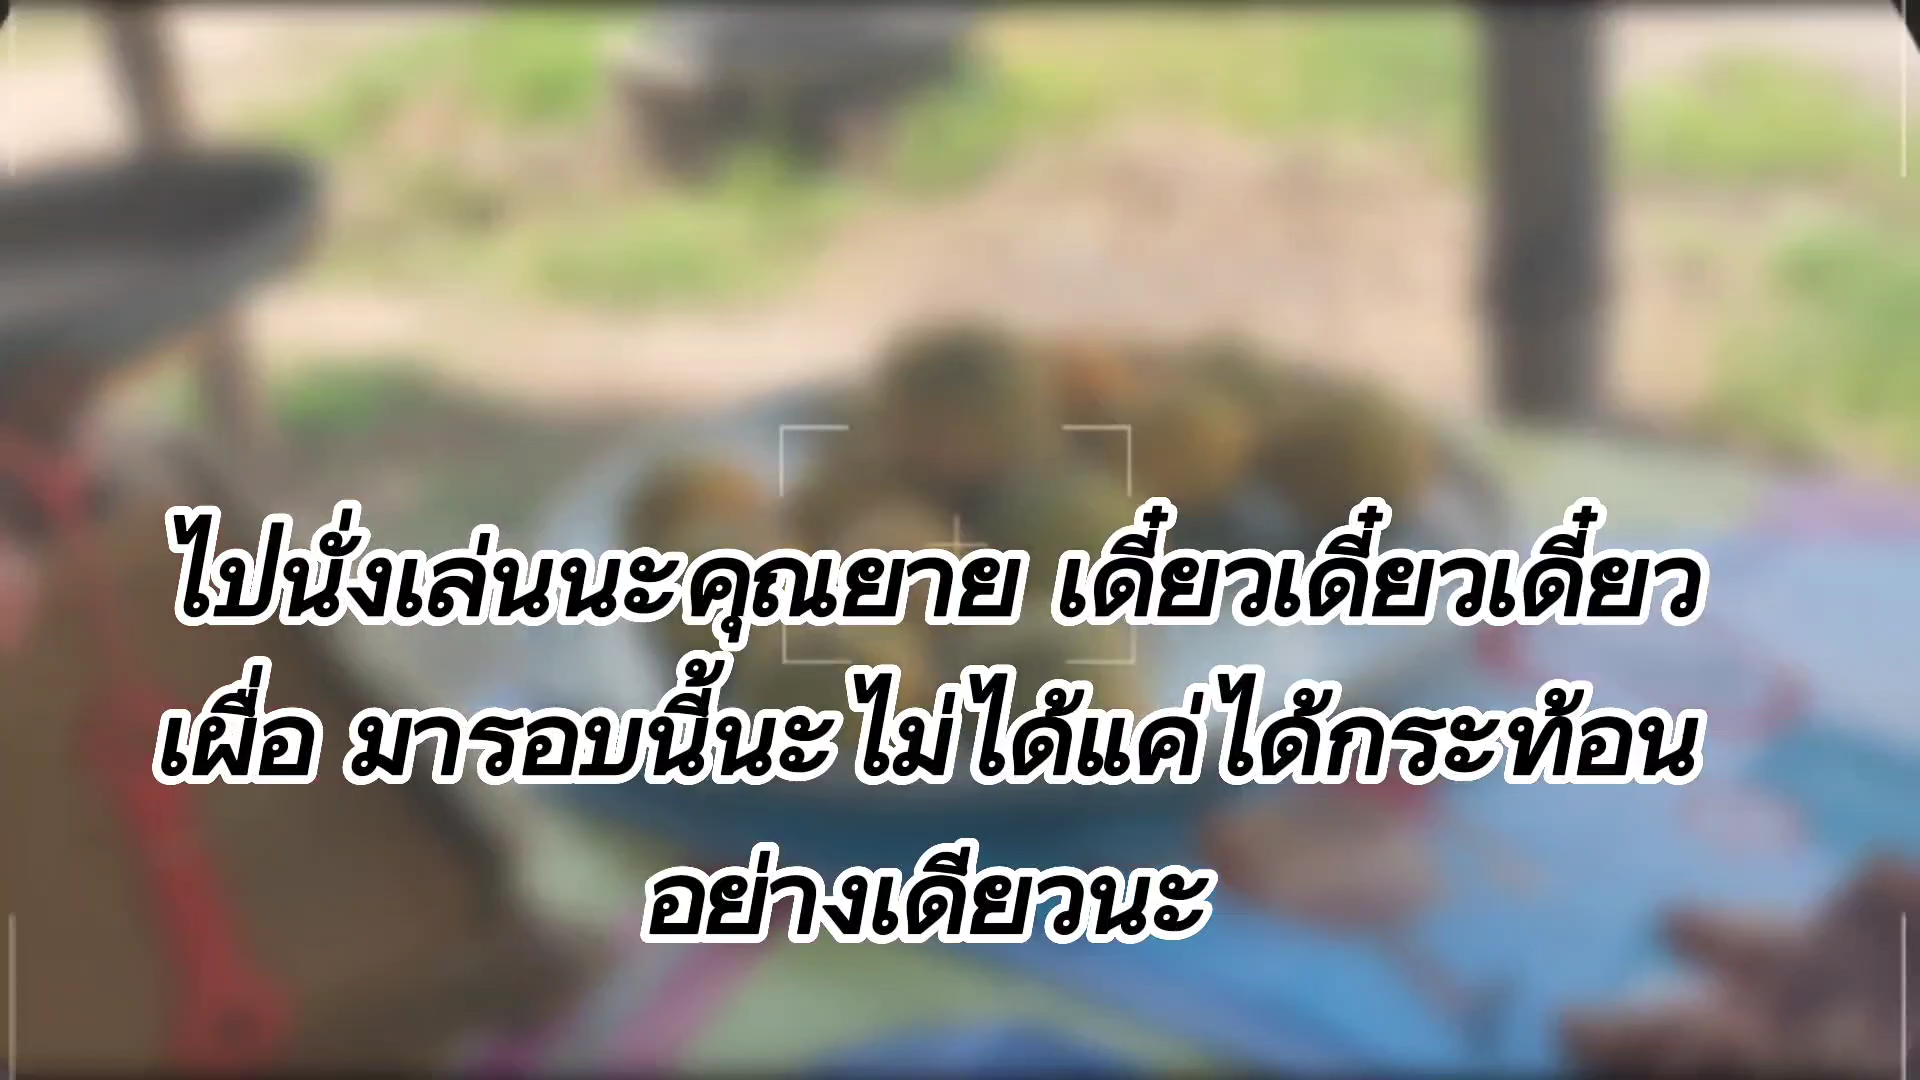 ไปนั่งเล่นนะคุณยาย เดี๋ยวเดี๋ยวเดี๋ยว
เผื่อ มารอบนี้นะไม่ได้แค่ได้กระท้อน
อย่างเดียวนะ